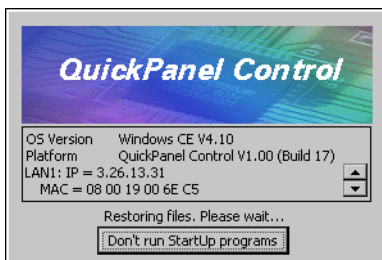 QuickPanel Control
OS Version Windows CE V4.10
Platform QuickPanel Control V1.00 (Build 17)
LAN1: IP = 3.26.13.31
MAC = 08 00 19 00 6E C5
Restoring files. Please wait...
Don't run StartUp programs